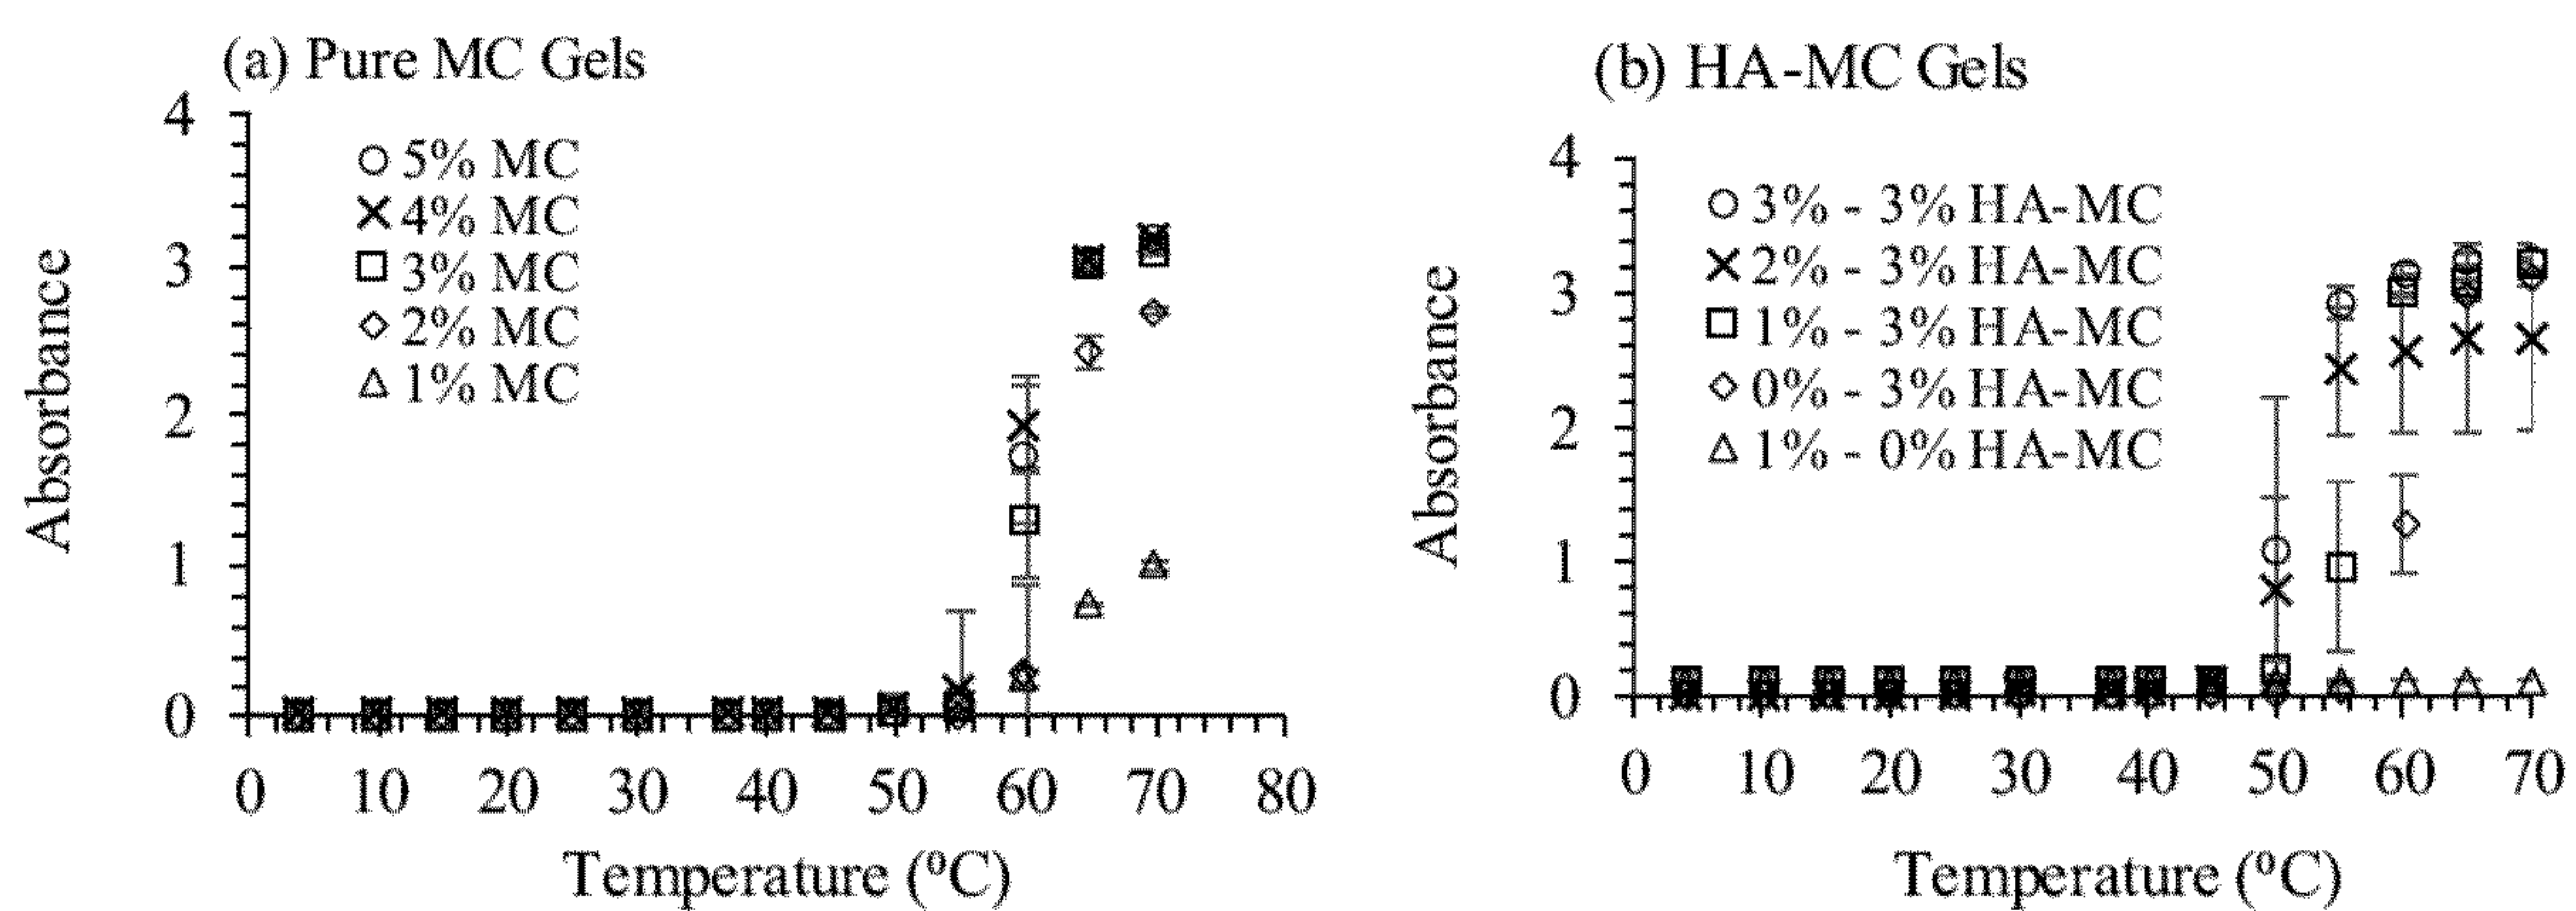 (a) Pure MC Gels
Absorbance
4
3
2
1
0
5% MC
4% MC
3% MC
2% MC
1% MC
0 10 20 30 40 50 60 70 80
Temperature (ºC)
(b) HA-MC Gels
Absorbance
4
3
2
1
0
3% - 3% HA-MC
2% - 3% HA-MC
1% - 3% HA-MC
0% - 3% HA-MC
1% - 0% HA-MC
0 10 20 30 40 50 60 70
Temperature (ºC)